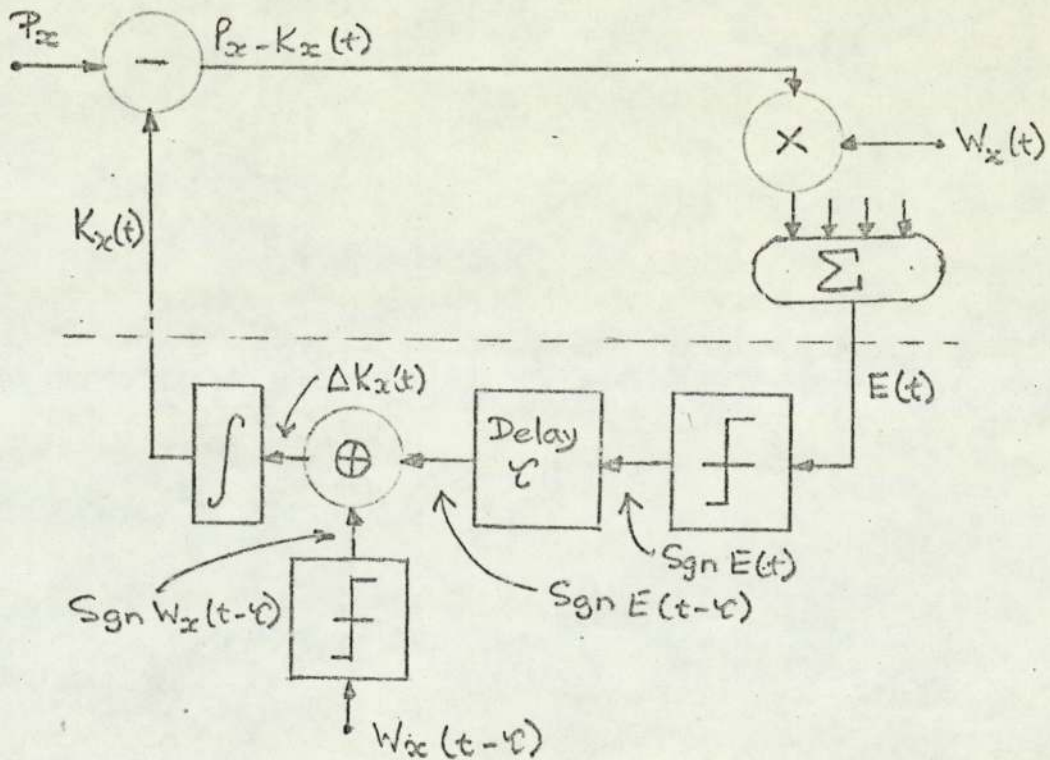 Px
−
Px - Kx(t)
×
Wx(t)
Kx(t)
Σ
E(t)
ΔKx(t)
∫
⊕
Delay
τ
Sgn E(t)
Sgn E(t-τ)
Sgn Wx(t-τ)
Wx(t-τ)